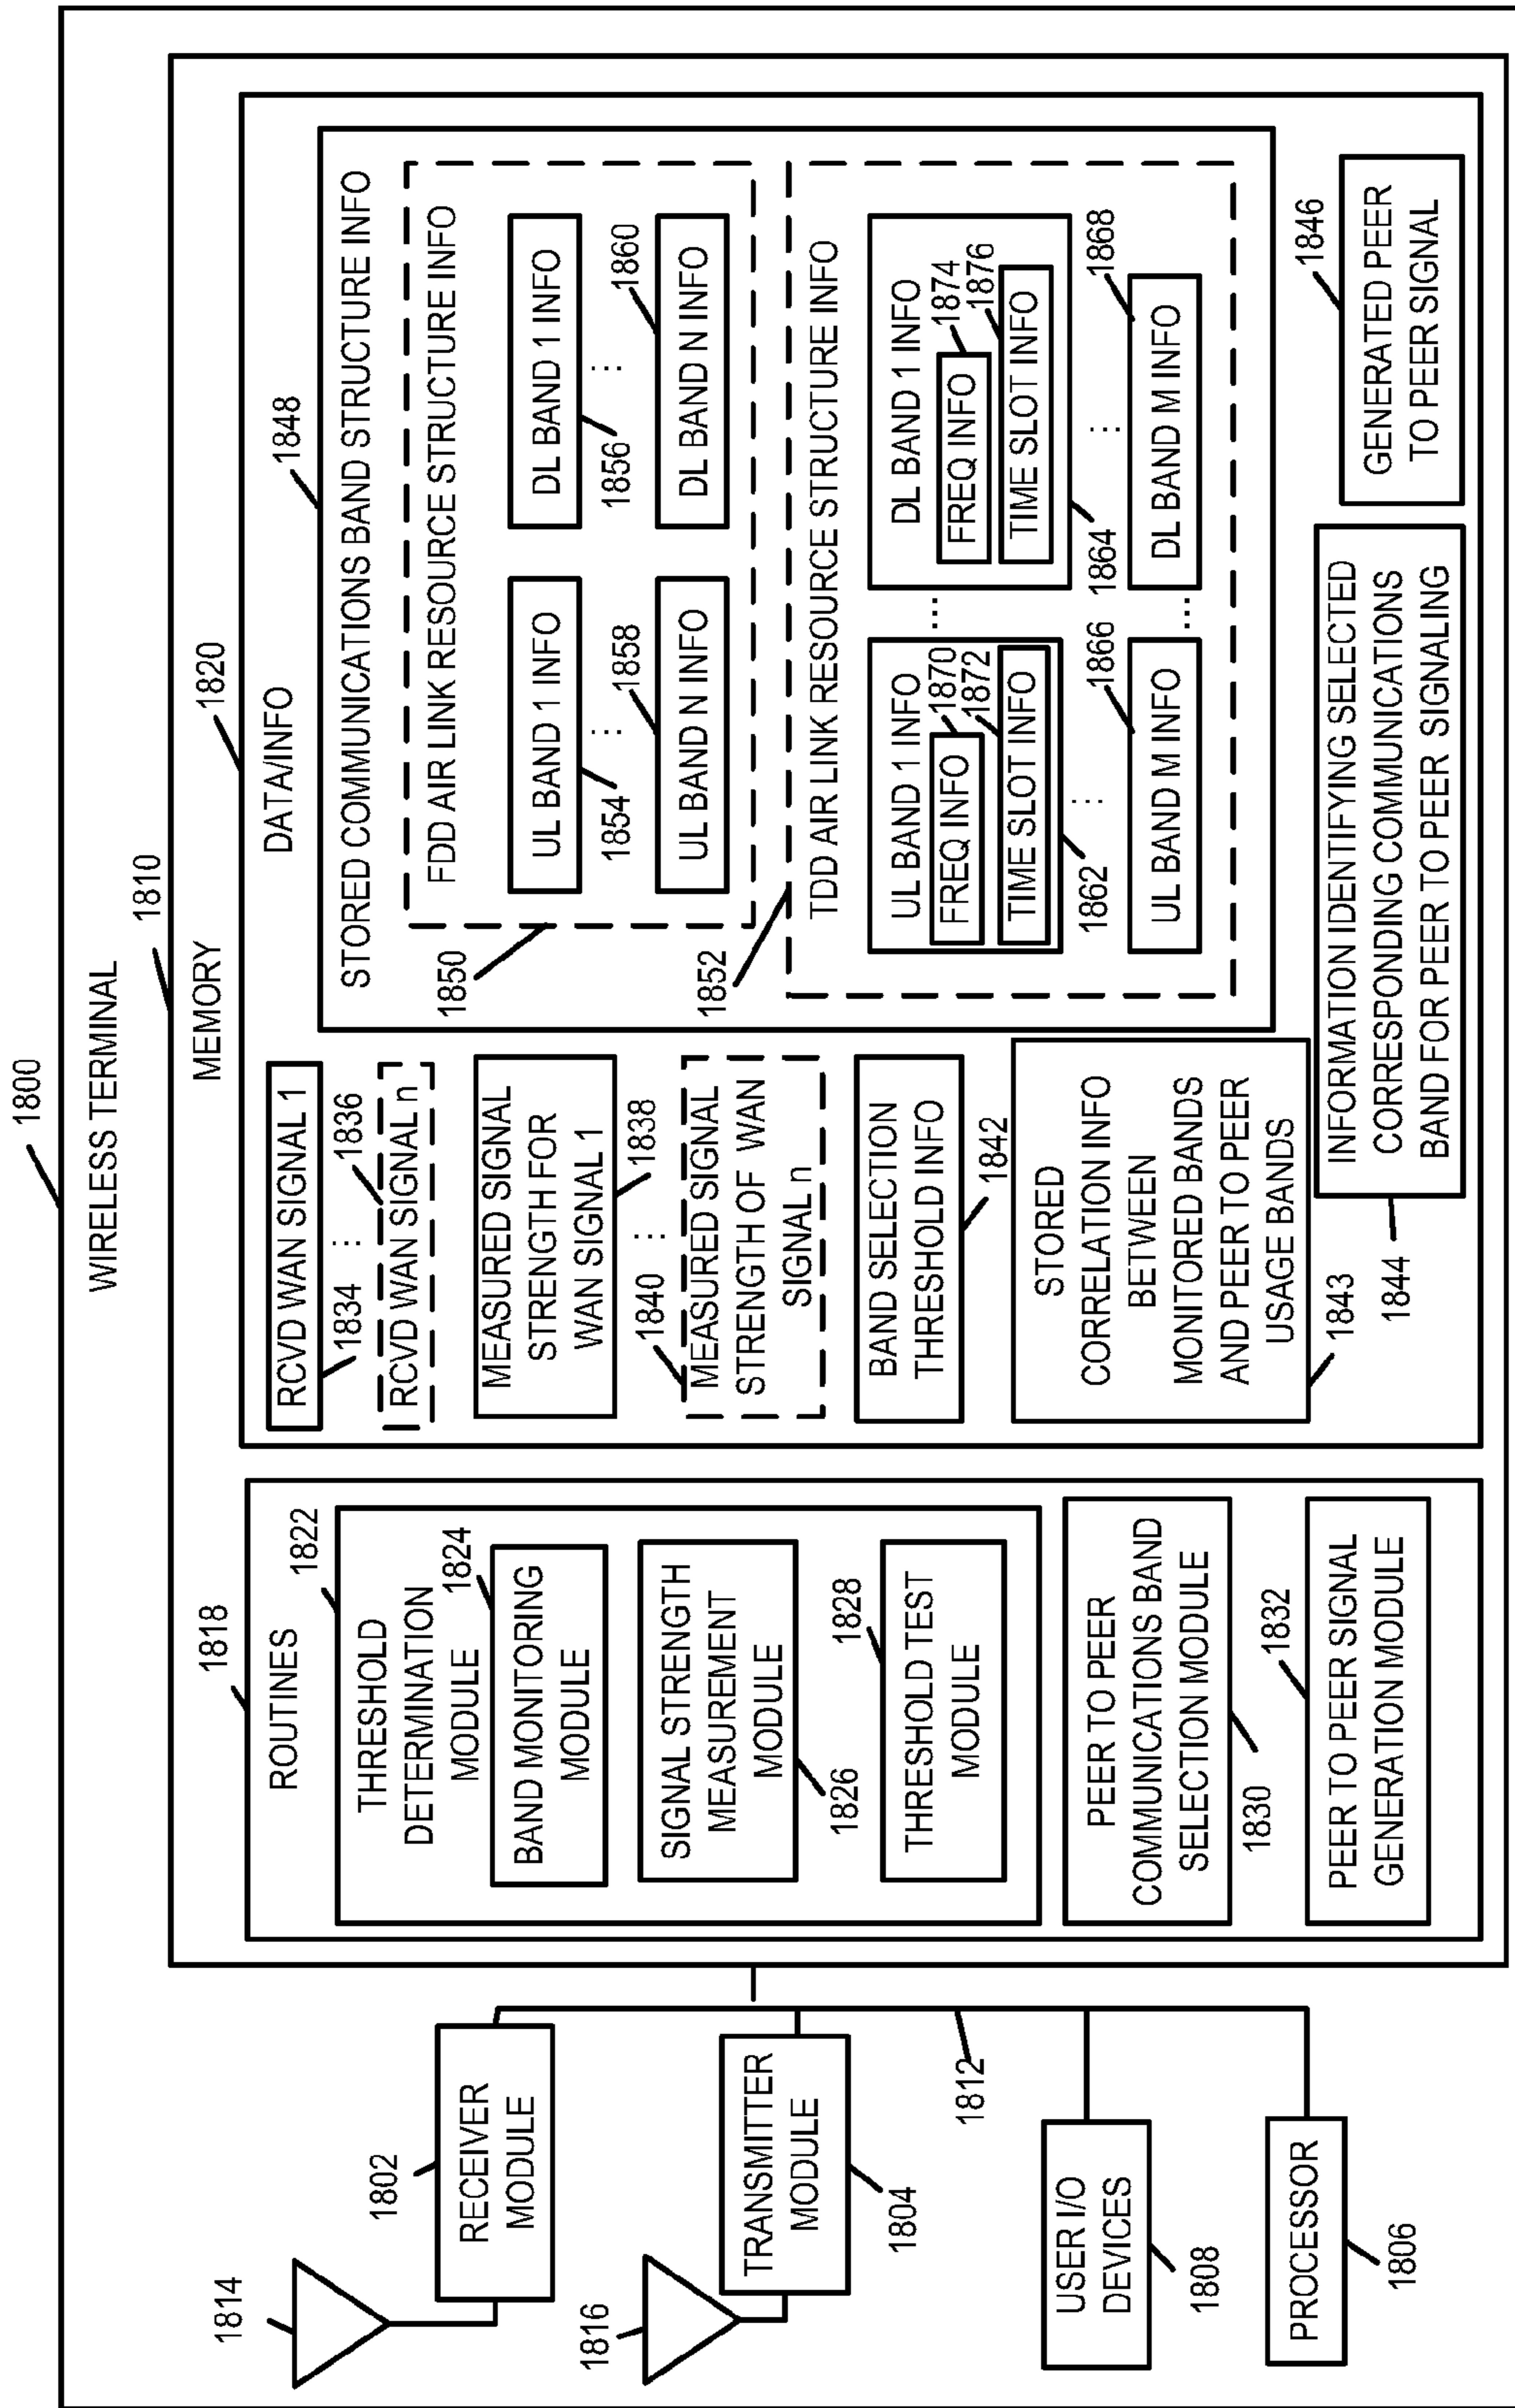 1800
WIRELESS TERMINAL
1814
1802
RECEIVER
MODULE
1816
TRANSMITTER
MODULE
1804
1812
USER I/O
DEVICES
1808
PROCESSOR
1806
1810
MEMORY
1818
ROUTINES
1822
THRESHOLD
DETERMINATION
MODULE
1824
BAND MONITORING
MODULE
SIGNAL STRENGTH
MEASUREMENT
MODULE
1826
1828
THRESHOLD TEST
MODULE
PEER TO PEER
COMMUNICATIONS BAND
SELECTION MODULE
1830
1832
PEER TO PEER SIGNAL
GENERATION MODULE
1820
DATA/INFO
RCVD WAN SIGNAL 1
1834
⋮
1836
RCVD WAN SIGNAL n
MEASURED SIGNAL
STRENGTH FOR
WAN SIGNAL 1
1838
⋮
1840
MEASURED SIGNAL
STRENGTH OF WAN
SIGNAL n
BAND SELECTION
THRESHOLD INFO
1842
STORED
CORRELATION INFO
BETWEEN
MONITORED BANDS
AND PEER TO PEER
USAGE BANDS
1843
1848
STORED COMMUNICATIONS BAND STRUCTURE INFO
FDD AIR LINK RESOURCE STRUCTURE INFO
1850
UL BAND 1 INFO
1854
⋮
1858
UL BAND N INFO
DL BAND 1 INFO
1856
⋮
1860
DL BAND N INFO
1852
TDD AIR LINK RESOURCE STRUCTURE INFO
UL BAND 1 INFO
1870
FREQ INFO
1872
TIME SLOT INFO
1862
⋮
1866
UL BAND M INFO
...
...
DL BAND 1 INFO
1874
FREQ INFO
1876
TIME SLOT INFO
1864
⋮
1868
DL BAND M INFO
INFORMATION IDENTIFYING SELECTED
CORRESPONDING COMMUNICATIONS
BAND FOR PEER TO PEER SIGNALING
1844
1846
GENERATED PEER
TO PEER SIGNAL